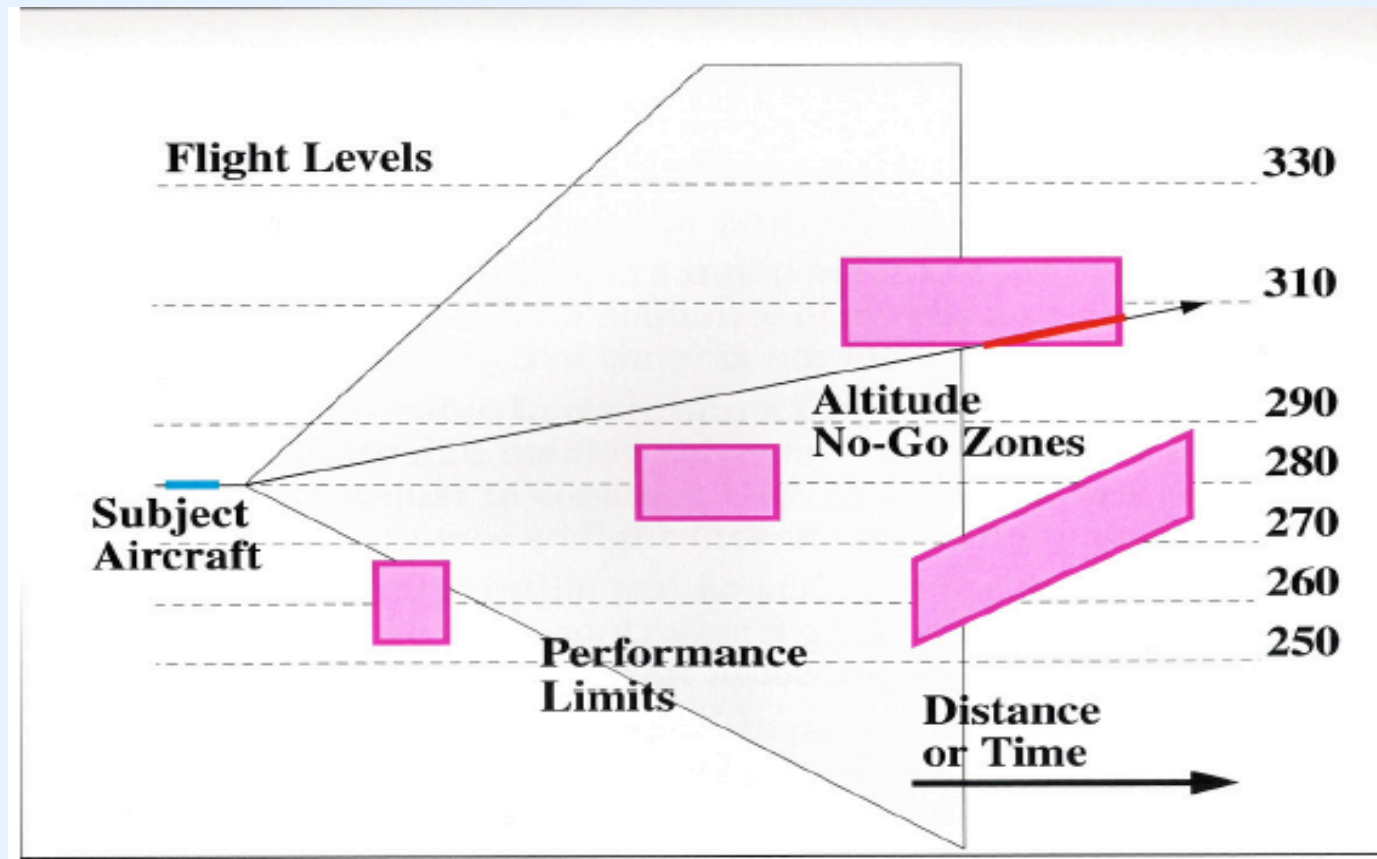 Flight Levels
330
310
Altitude
No-Go Zones
290
280
Subject
Aircraft
270
260
250
Performance
Limits
Distance
or Time